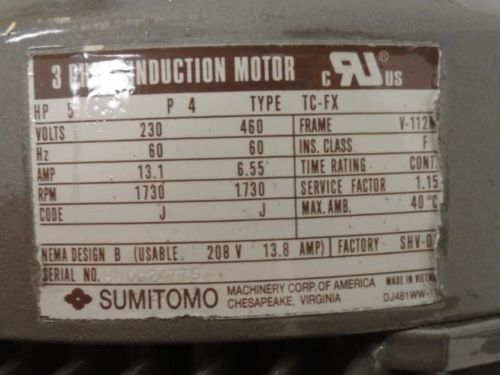 3 INDUCTION MOTOR c RU ® US
HP 5 P 4 TYPE TC-FX
VOLTS 230 460 FRAME V-112M
Hz 60 60 INS. CLASS F
AMP 13.1 6.55 TIME RATING CONT.
RPM 1730 1730 SERVICE FACTOR 1.15
CODE J J MAX. AMB. 40°C
NEMA DESIGN B (USABLE 208 V 13.8 AMP) FACTORY
SERIAL NO.
SUMITOMO
MACHINERY CORP. OF AMERICA
CHESAPEAKE, VIRGINIA
MADE IN